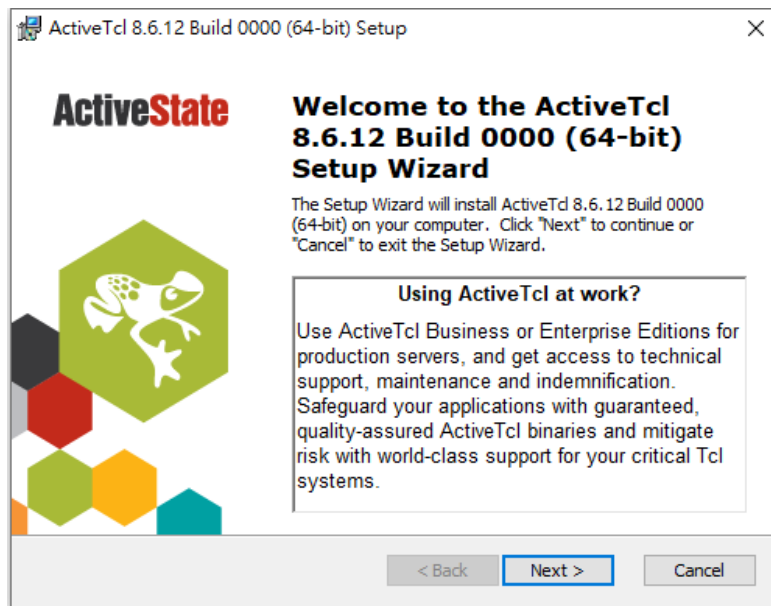 ActiveTcl 8.6.12 Build 0000 (64-bit) Setup
ActiveState
Welcome to the ActiveTcl
8.6.12 Build 0000 (64-bit)
Setup Wizard
The Setup Wizard will install ActiveTcl 8.6.12 Build 0000
(64-bit) on your computer.  Click "Next" to continue or
"Cancel" to exit the Setup Wizard.
Using ActiveTcl at work?
Use ActiveTcl Business or Enterprise Editions for
production servers, and get access to technical
support, maintenance and indemnification.
Safeguard your applications with guaranteed,
quality-assured ActiveTcl binaries and mitigate
risk with world-class support for your critical Tcl
systems.
< Back
Next >
Cancel